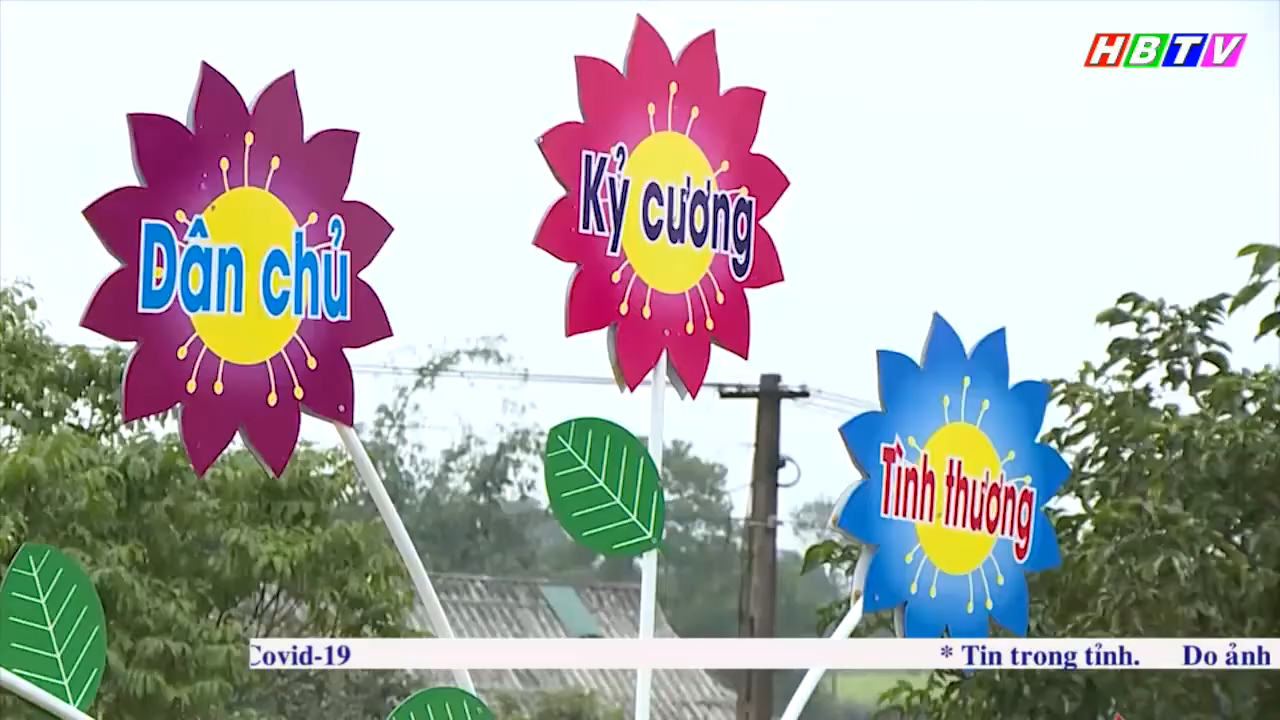 HBTV
Kỷ cương
Dân chủ
Tình thương
Covid-19 * Tin trong tỉnh. Do ảnh